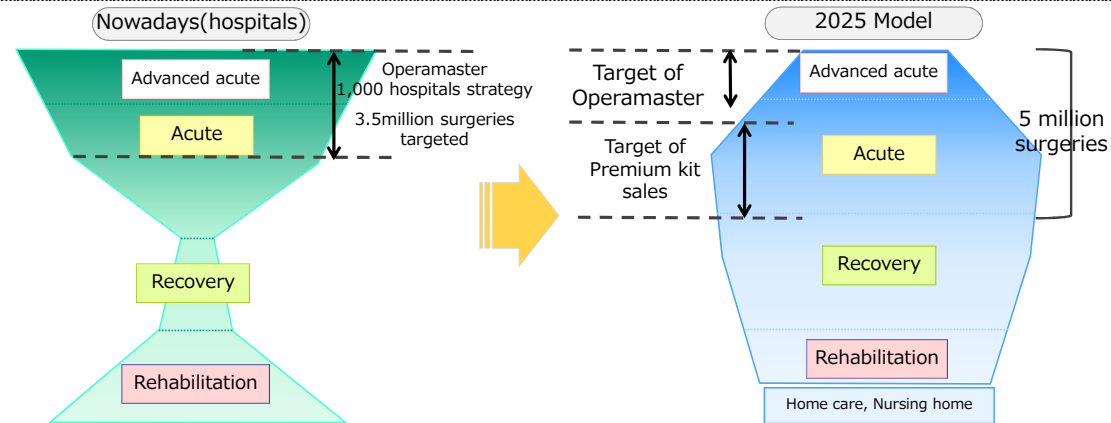 Nowadays(hospitals)
Advanced acute
Acute
Recovery
Rehabilitation
Operamaster
1,000 hospitals strategy
3.5million surgeries
targeted
2025 Model
Target of
Operamaster
Target of
Premium kit
sales
Advanced acute
Acute
Recovery
Rehabilitation
Home care, Nursing home
5 million
surgeries